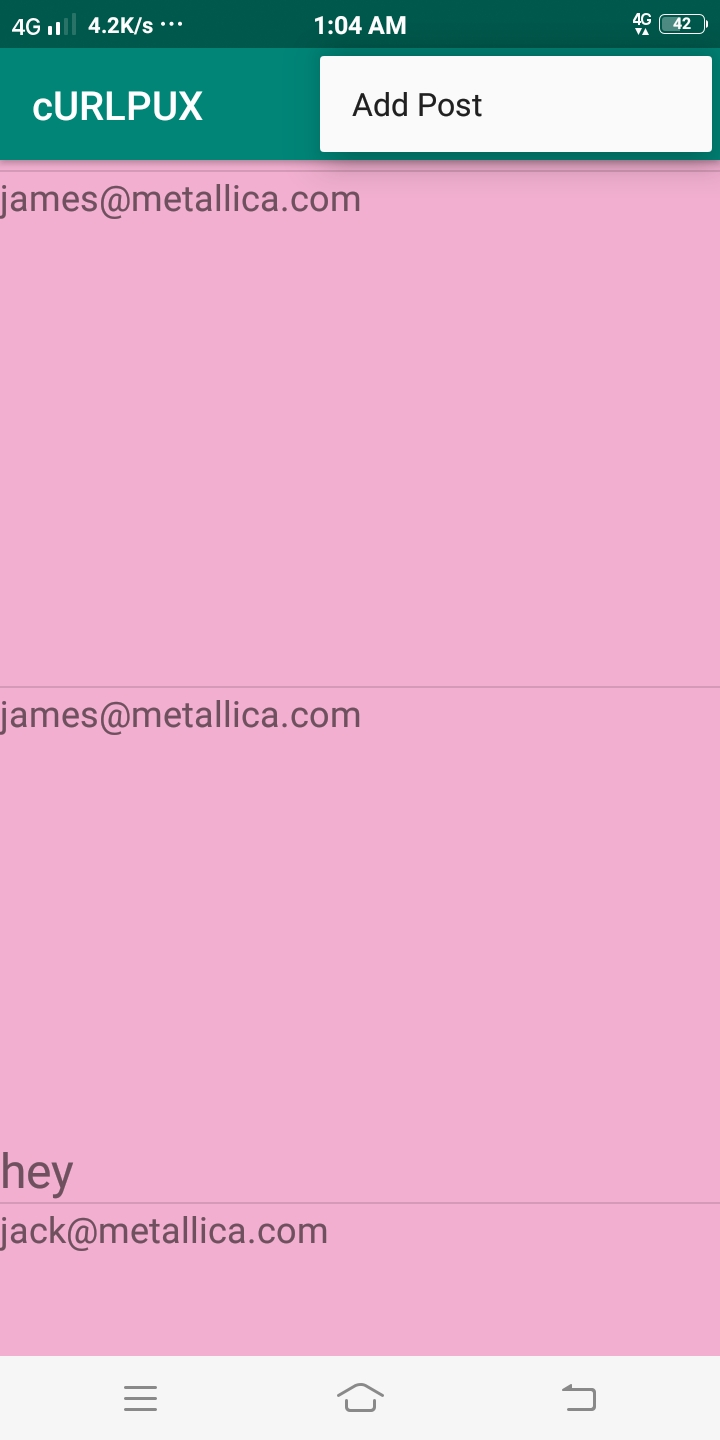 4G 4.2K/s ... 1:04 AM 4G 42
cURLPUX
Add Post
james@metallica.com
james@metallica.com
hey
jack@metallica.com